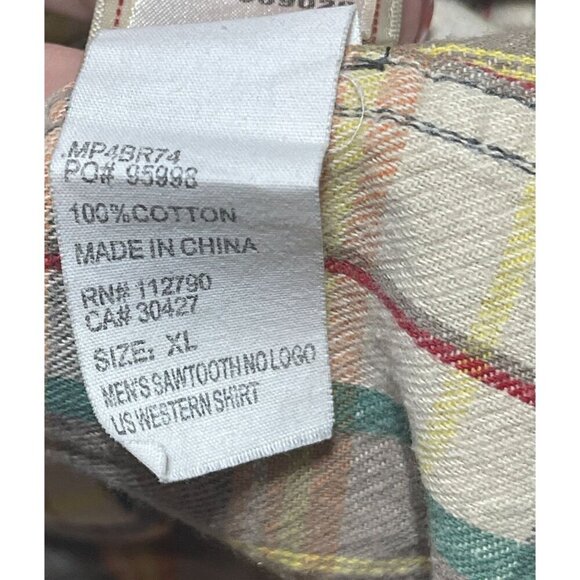 MP4BR74
PO# 95998
100%COTTON
MADE IN CHINA
RN# 112790
CA# 30427
SIZE: XL
MEN'S SAWTOOTH NO LOGO
L/S WESTERN SHIRT